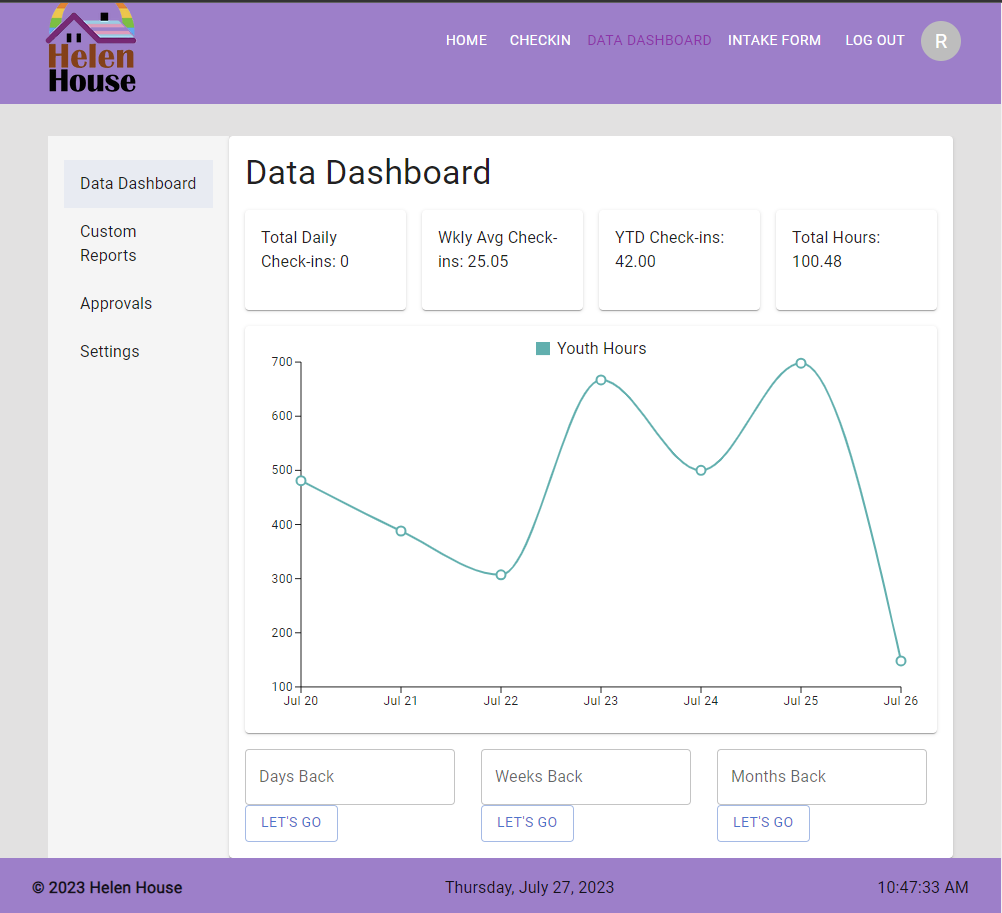 Helen
House
HOME CHECKIN DATA DASHBOARD INTAKE FORM LOG OUT R
Data Dashboard
Custom
Reports
Approvals
Settings
Data Dashboard
Total Daily
Check-ins: 0
Wkly Avg Check-
ins: 25.05
YTD Check-ins:
42.00
Total Hours:
100.48
Youth Hours
700
600
500
400
300
200
100
Jul 20 Jul 21 Jul 22 Jul 23 Jul 24 Jul 25 Jul 26
Days Back Weeks Back Months Back
LET'S GO LET'S GO LET'S GO
© 2023 Helen House Thursday, July 27, 2023 10:47:33 AM